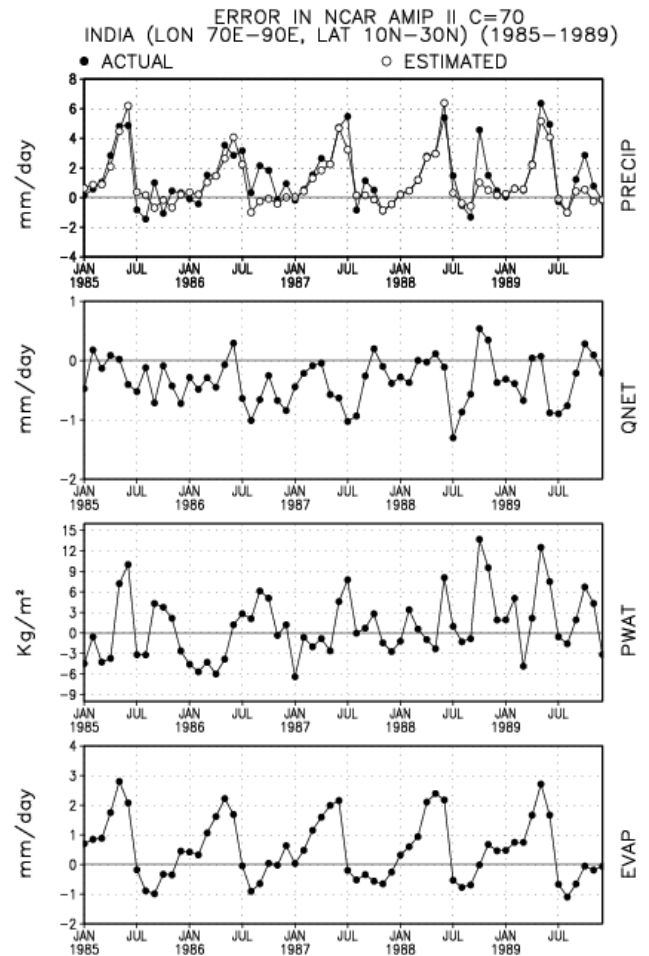 ERROR IN NCAR AMIP II C=70
INDIA (LON 70E−90E, LAT 10N−30N) (1985−1989)
● ACTUAL ○ ESTIMATED
8
6
4
2
0
−2
−4
mm/day
PRECIP
JAN JUL JAN JUL JAN JUL JAN JUL JAN JUL
1985 1986 1987 1988 1989
1
0
−1
−2
mm/day
QNET
JAN JUL JAN JUL JAN JUL JAN JUL JAN JUL
1985 1986 1987 1988 1989
15
12
9
6
3
0
−3
−6
−9
Kg/m²
PWAT
JAN JUL JAN JUL JAN JUL JAN JUL JAN JUL
1985 1986 1987 1988 1989
4
3
2
1
0
−1
−2
mm/day
EVAP
JAN JUL JAN JUL JAN JUL JAN JUL JAN JUL
1985 1986 1987 1988 1989